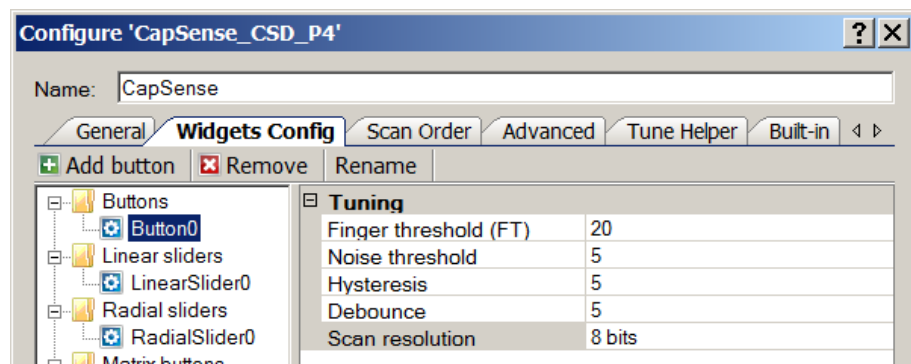 Configure 'CapSense_CSD_P4'
Name: CapSense
General Widgets Config Scan Order Advanced Tune Helper Built-in
Add button Remove Rename
Buttons
Button0
Linear sliders
LinearSlider0
Radial sliders
RadialSlider0
Matrix buttons
Tuning
Finger threshold (FT) 20
Noise threshold 5
Hysteresis 5
Debounce 5
Scan resolution 8 bits